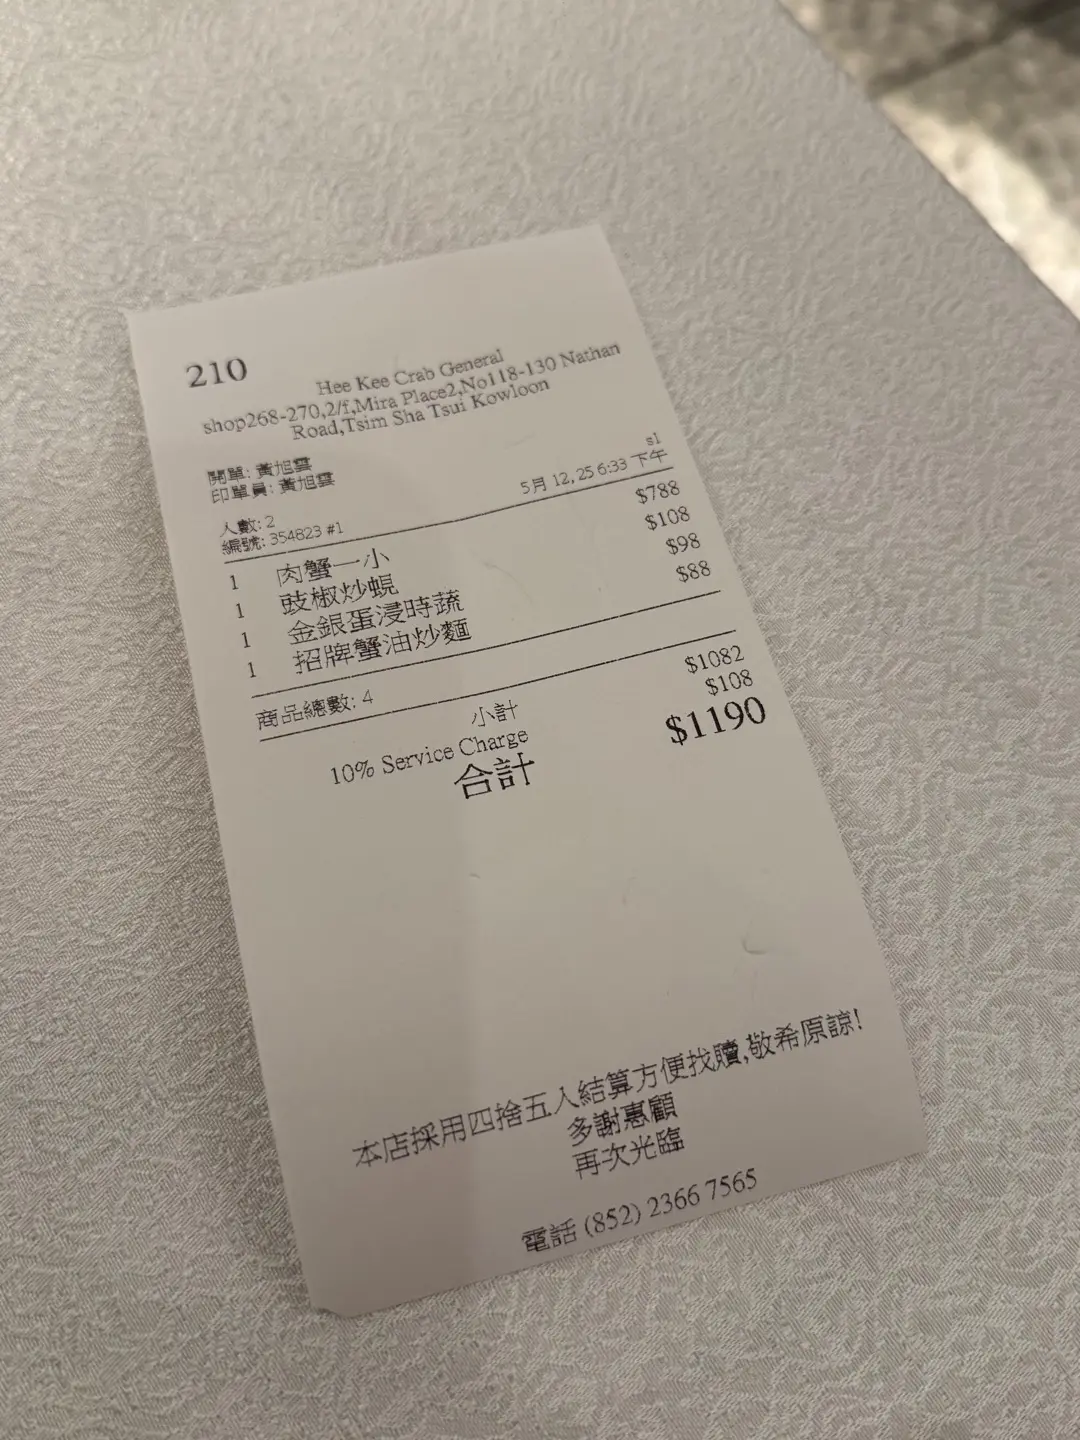 210
Hee Kee Crab General
shop268-270,2/f,Mira Place2,No118-130 Nathan
Road,Tsim Sha Tsui Kowloon
開單: 黃旭雲
印單員: 黃旭雲
s1
人數: 2
5月 12, 25 6:33 下午
編號: 354823 #1
1 肉蟹一小 $788
1 豉椒炒蜆 $108
1 金銀蛋浸時蔬 $98
1 招牌蟹油炒麵 $88
商品總數: 4
小計 $1082
10% Service Charge $108
合計 $1190
本店採用四捨五入結算方便找贖,敬希原諒!
多謝惠顧
再次光臨
電話 (852) 2366 7565